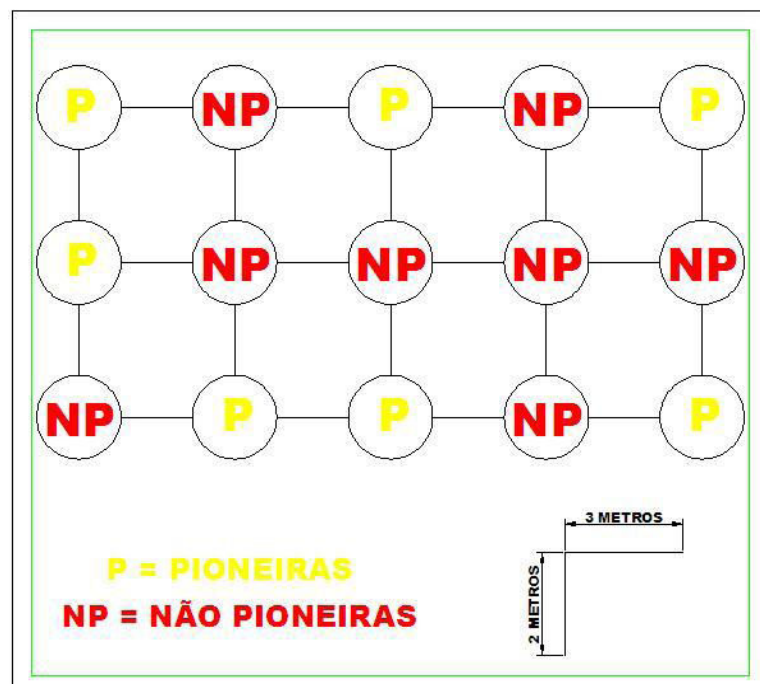 P NP P NP P
P NP NP NP NP
NP P P NP P
3 METROS
2 METROS
P = PIONEIRAS
NP = NÃO PIONEIRAS